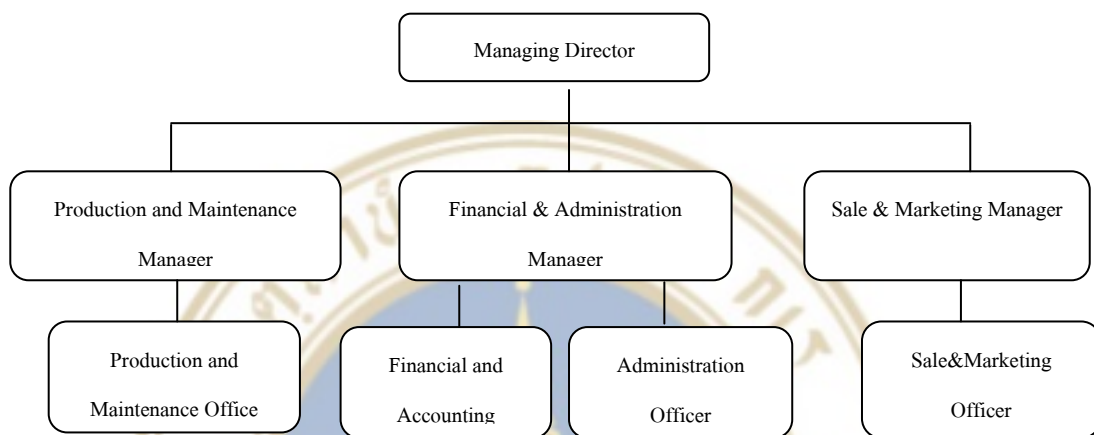 Managing Director
Production and Maintenance
Manager
Financial & Administration
Manager
Sale & Marketing Manager
Production and
Maintenance Office
Financial and
Accounting
Administration
Officer
Sale&Marketing
Officer